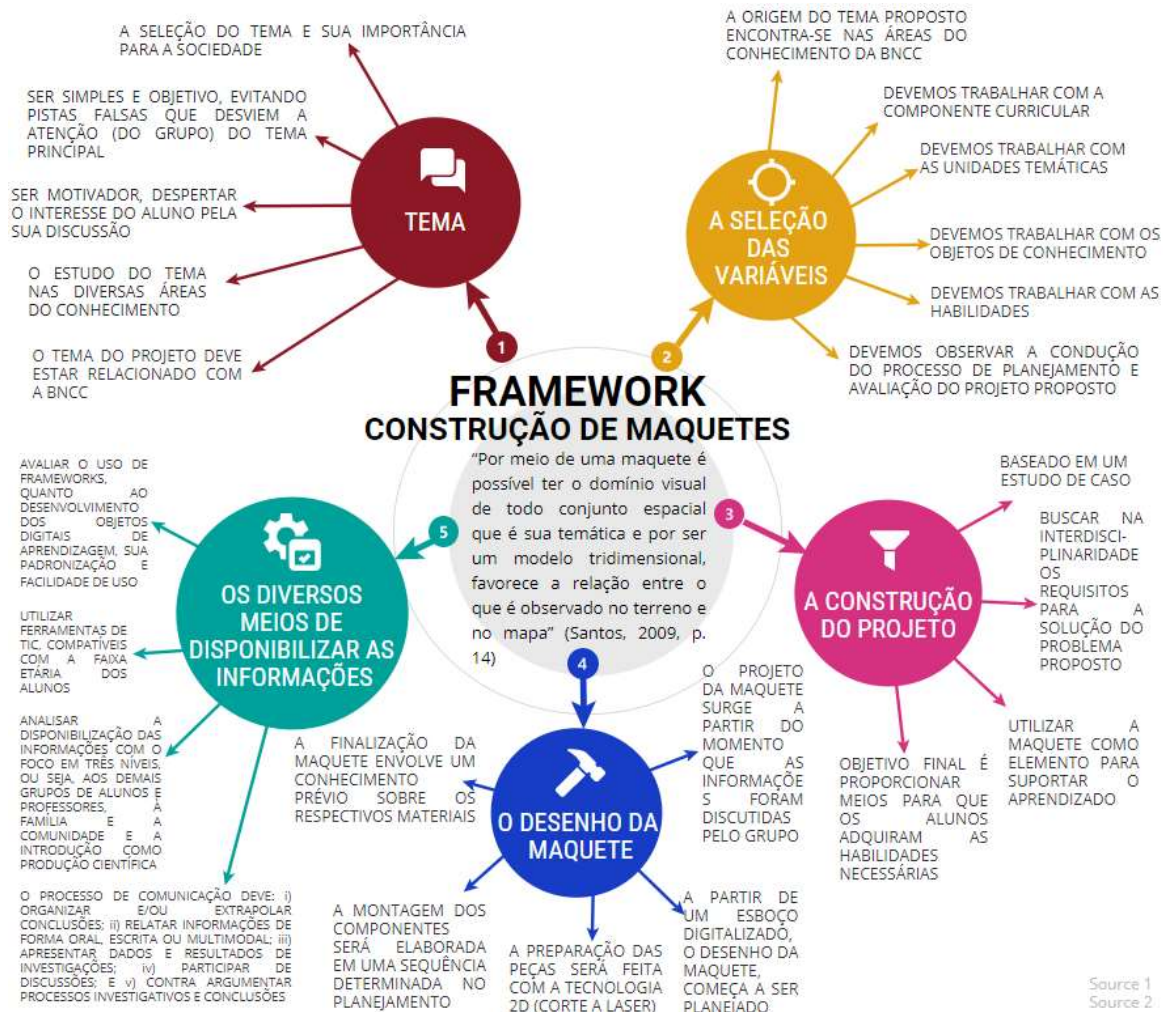 A SELEÇÃO DO TEMA E SUA IMPORTÂNCIA
PARA A SOCIEDADE
SER SIMPLES E OBJETIVO, EVITANDO
PISTAS FALSAS QUE DESVIEM A
ATENÇÃO (DO GRUPO) DO TEMA
PRINCIPAL
SER MOTIVADOR, DESPERTAR
O INTERESSE DO ALUNO PELA
SUA DISCUSSÃO
O ESTUDO DO TEMA
NAS DIVERSAS ÁREAS
DO CONHECIMENTO
O TEMA DO PROJETO DEVE
ESTAR RELACIONADO COM
A BNCC
TEMA
1
A ORIGEM DO TEMA PROPOSTO
ENCONTRA-SE NAS ÁREAS DO
CONHECIMENTO DA BNCC
DEVEMOS TRABALHAR COM A
COMPONENTE CURRICULAR
DEVEMOS TRABALHAR COM
AS UNIDADES TEMÁTICAS
DEVEMOS TRABALHAR COM OS
OBJETOS DE CONHECIMENTO
DEVEMOS TRABALHAR COM AS
HABILIDADES
DEVEMOS OBSERVAR A CONDUÇÃO
DO PROCESSO DE PLANEJAMENTO E
AVALIAÇÃO DO PROJETO PROPOSTO
A SELEÇÃO
DAS
VARIÁVEIS
2
FRAMEWORK
CONSTRUÇÃO DE MAQUETES
“Por meio de uma maquete é
possível ter o domínio visual
de todo conjunto espacial
que é sua temática e por ser
um modelo tridimensional,
favorece a relação entre o
que é observado no terreno e
no mapa” (Santos, 2009, p.
14)
3
A CONSTRUÇÃO
DO PROJETO
BASEADO EM UM
ESTUDO DE CASO
BUSCAR NA
INTERDISCI-
PLINARIDADE
OS
REQUISITOS
PARA A
SOLUÇÃO DO
PROBLEMA
PROPOSTO
UTILIZAR A
MAQUETE COMO
ELEMENTO PARA
SUPORTAR O
APRENDIZADO
OBJETIVO FINAL É
PROPORCIONAR
MEIOS PARA QUE
OS ALUNOS
ADQUIRAM AS
HABILIDADES
NECESSÁRIAS
4
O DESENHO DA
MAQUETE
O PROJETO
DA MAQUETE
SURGE A
PARTIR DO
MOMENTO
QUE AS
INFORMAÇÕE
S FORAM
DISCUTIDAS
PELO GRUPO
A PARTIR DE
UM ESBOÇO
DIGITALIZADO,
O DESENHO DA
MAQUETE,
COMEÇA A SER
PLANEJADO
A PREPARAÇÃO DAS
PEÇAS SERÁ FEITA
COM A TECNOLOGIA
2D (CORTE A LASER)
A MONTAGEM DOS
COMPONENTES
SERÁ ELABORADA
EM UMA SEQUÊNCIA
DETERMINADA NO
PLANEJAMENTO
A FINALIZAÇÃO DA
MAQUETE ENVOLVE UM
CONHECIMENTO
PRÉVIO SOBRE OS
RESPECTIVOS MATERIAIS
5
OS DIVERSOS
MEIOS DE
DISPONIBILIZAR AS
INFORMAÇÕES
AVALIAR O USO DE
FRAMEWORKS,
QUANTO AO
DESENVOLVIMENTO
DOS OBJETOS
DIGITAIS DE
APRENDIZAGEM, SUA
PADRONIZAÇÃO E
FACILIDADE DE USO
UTILIZAR
FERRAMENTAS DE
TIC, COMPATÍVEIS
COM A FAIXA
ETÁRIA DOS
ALUNOS
ANALISAR A
DISPONIBILIZAÇÃO DAS
INFORMAÇÕES COM O
FOCO EM TRÊS NÍVEIS,
OU SEJA, AOS DEMAIS
GRUPOS DE ALUNOS E
PROFESSORES, À
FAMÍLIA E A
COMUNIDADE E A
INTRODUÇÃO COMO
PRODUÇÃO CIENTÍFICA
O PROCESSO DE COMUNICAÇÃO DEVE: i)
ORGANIZAR E/OU EXTRAPOLAR
CONCLUSÕES; ii) RELATAR INFORMAÇÕES DE
FORMA ORAL, ESCRITA OU MULTIMODAL; iii)
APRESENTAR DADOS E RESULTADOS DE
INVESTIGAÇÕES; iv) PARTICIPAR DE
DISCUSSÕES; E v) CONTRA ARGUMENTAR
PROCESSOS INVESTIGATIVOS E CONCLUSÕES
Source 1
Source 2